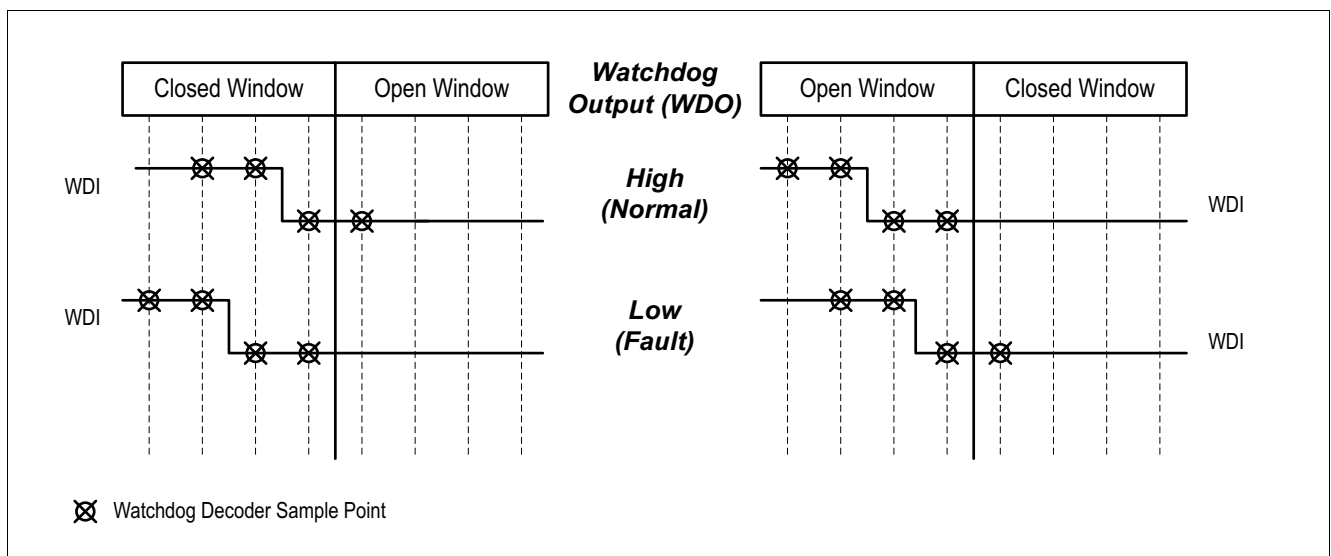 Closed Window
Open Window
Watchdog
Output (WDO)
Open Window
Closed Window
WDI
High
(Normal)
WDI
WDI
Low
(Fault)
WDI
Watchdog Decoder Sample Point